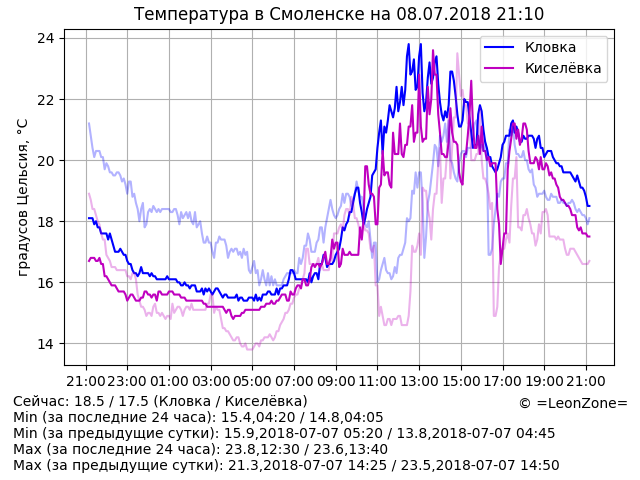 Температура в Смоленске на 08.07.2018 21:10
Кловка
Киселёвка
градусов Цельсия, °C
24
22
20
18
16
14
21:00 23:00 01:00 03:00 05:00 07:00 09:00 11:00 13:00 15:00 17:00 19:00 21:00
Сейчас: 18.5 / 17.5 (Кловка / Киселёвка)
© =LeonZone=
Min (за последние 24 часа): 15.4,04:20 / 14.8,04:05
Min (за предыдущие сутки): 15.9,2018-07-07 05:20 / 13.8,2018-07-07 04:45
Max (за последние 24 часа): 23.8,12:30 / 23.6,13:40
Max (за предыдущие сутки): 21.3,2018-07-07 14:25 / 23.5,2018-07-07 14:50